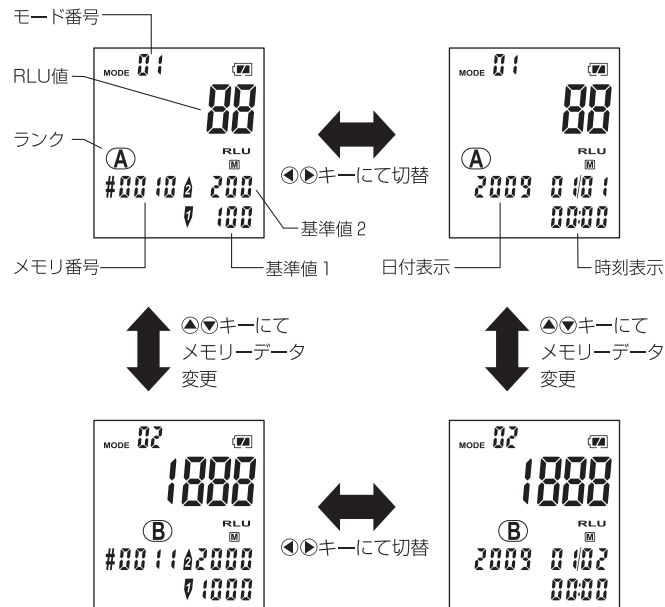 モード番号
MODE 01
RLU値
88
ランク
A
RLU
M
#0010 2 200
1 100
メモリ番号
基準値2
基準値1
◀▶キーにて切替
MODE 01
88
RLU
M
A
2009 01/01
00:00
日付表示
時刻表示
▲▼キーにて
メモリーデータ
変更
▲▼キーにて
メモリーデータ
変更
MODE 02
1888
B
RLU
M
#0011 2 2000
1 1000
◀▶キーにて切替
MODE 02
1888
B
RLU
M
2009 01/02
00:00